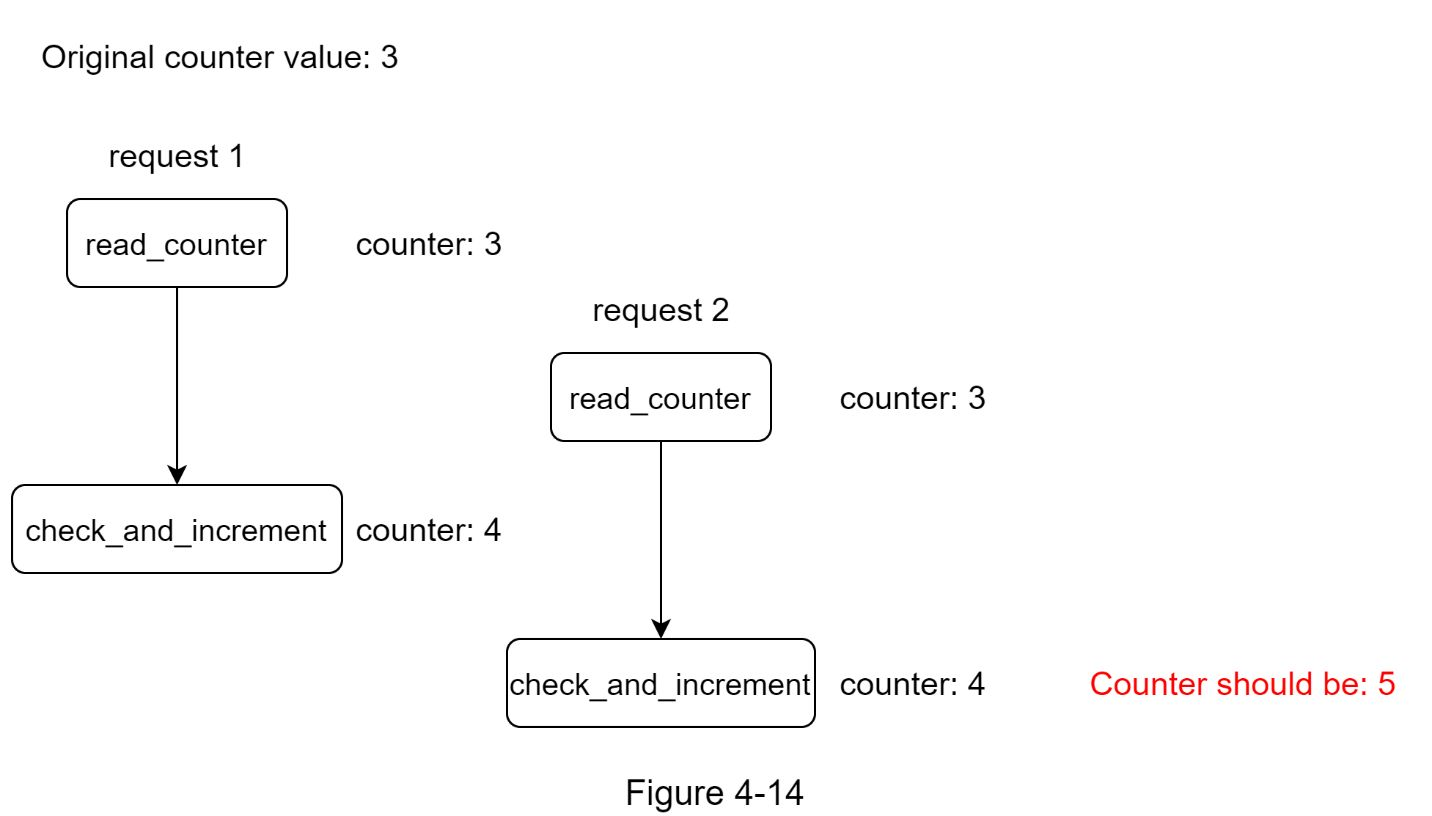 Original counter value: 3
request 1
read_counter
counter: 3
request 2
read_counter
counter: 3
check_and_increment
counter: 4
check_and_increment
counter: 4
Counter should be: 5
Figure 4-14